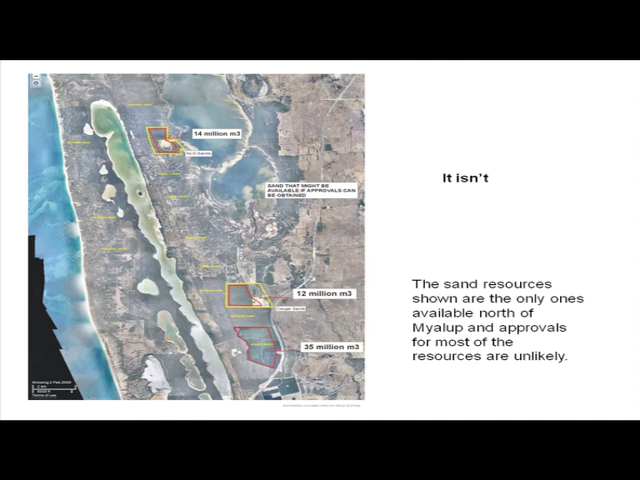 14 million m3
SAND THAT MIGHT BE
AVAILABLE IF APPROVALS CAN
BE OBTAINED
12 million m3
35 million m3
It isn't
The sand resources
shown are the only ones
available north of
Myalup and approvals
for most of the
resources are unlikely.